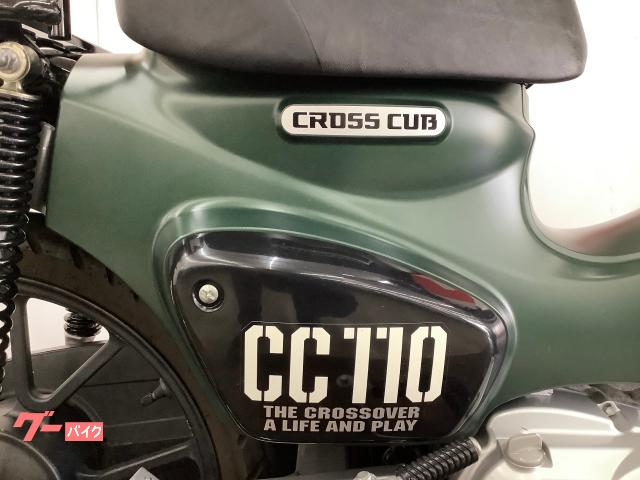 CROSS CUB
CC110
THE CROSSOVER
A LIFE AND PLAY
グーバイク